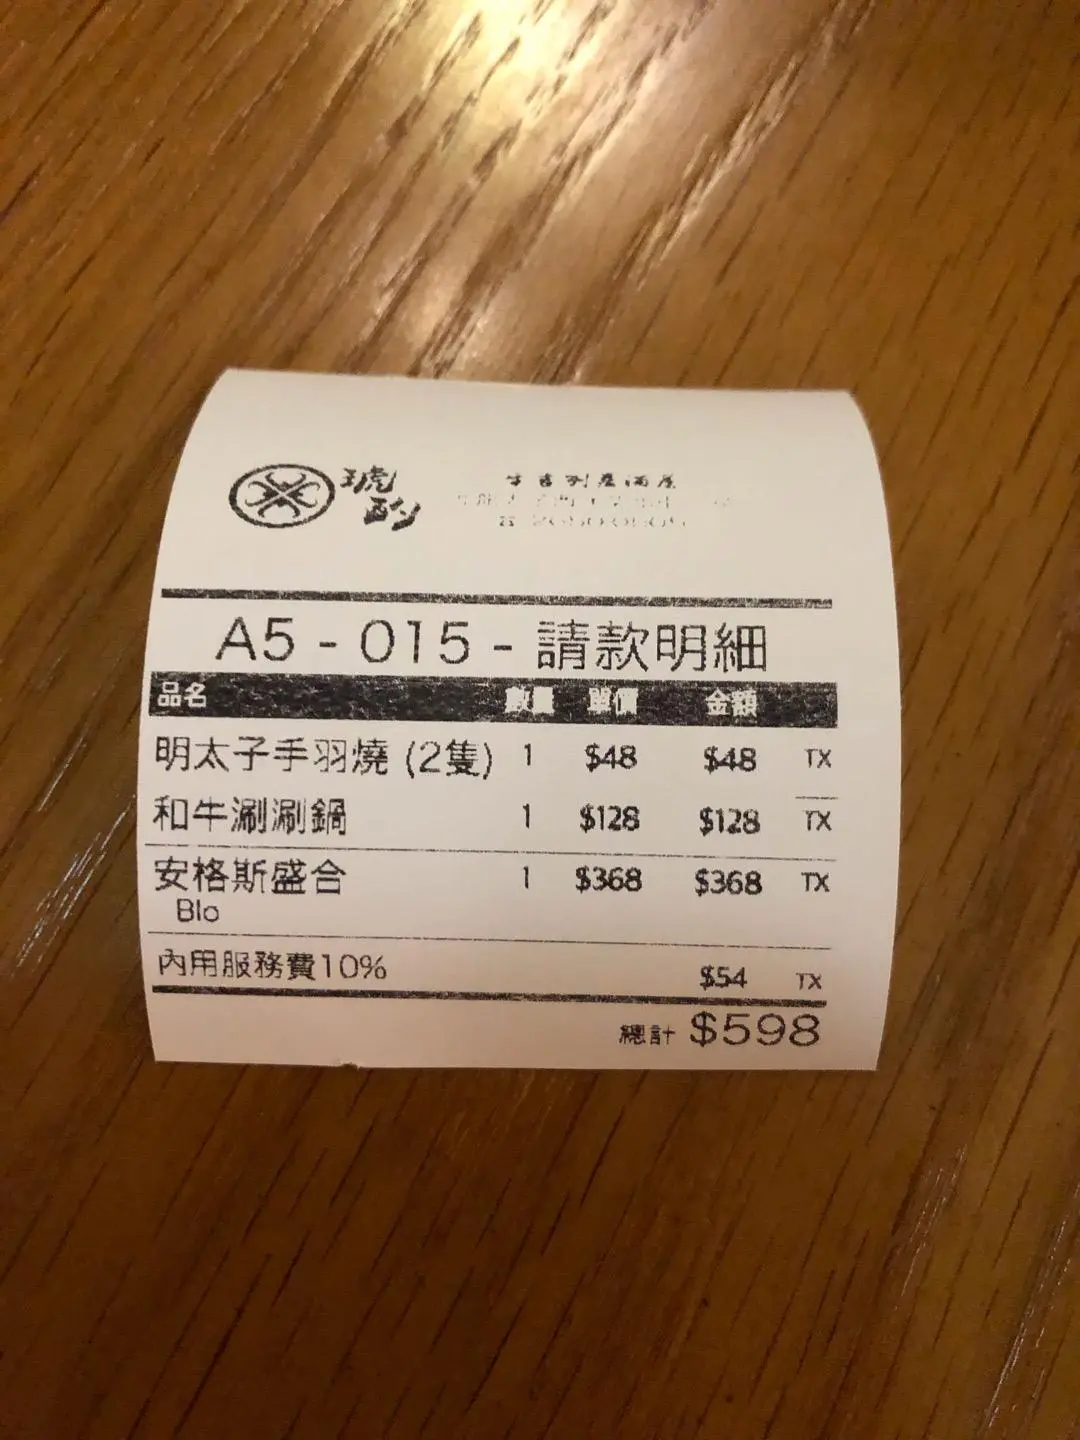 琥
酌
A5 - 015 - 請款明細
品名 數量 單價 金額
明太子手羽燒 (2隻) 1 $48 $48 TX
和牛涮涮鍋 1 $128 $128 TX
安格斯盛合 1 $368 $368 TX
Blo
內用服務費10% $54 TX
總計 $598